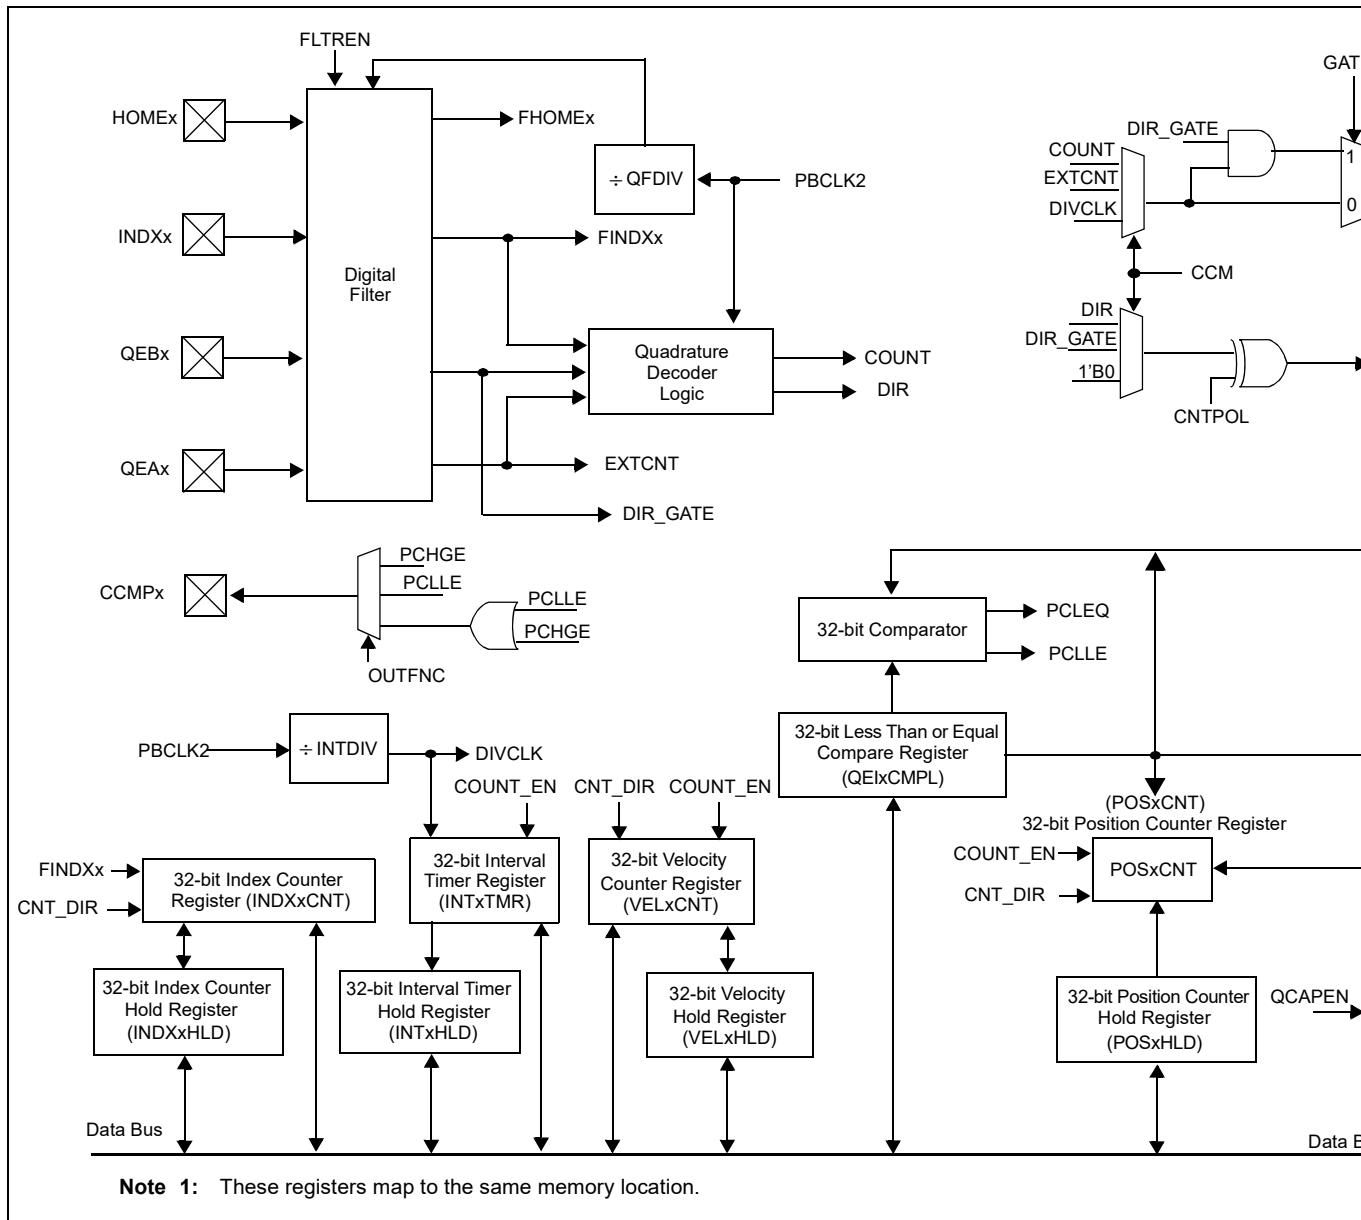 FLTREN
HOMEx
FHOMEx
÷ QFDIV
PBCLK2
INDXx
FINDXx
Digital
Filter
QEBx
Quadrature
Decoder
Logic
COUNT
DIR
QEAx
EXTCNT
DIR_GATE
GAT
DIR_GATE
COUNT
EXTCNT
DIVCLK
1
0
CCM
DIR
DIR_GATE
1'B0
CNTPOL
CCMPx
PCHGE
PCLLE
PCLLE
PCHGE
OUTFNC
32-bit Comparator
PCLEQ
PCLLE
PBCLK2
÷ INTDIV
DIVCLK
32-bit Less Than or Equal
Compare Register
(QEIxCMPL)
COUNT_EN
CNT_DIR
COUNT_EN
(POSxCNT)
32-bit Position Counter Register
COUNT_EN
POSxCNT
CNT_DIR
FINDXx
CNT_DIR
32-bit Index Counter
Register (INDXxCNT)
32-bit Interval
Timer Register
(INTxTMR)
32-bit Velocity
Counter Register
(VELxCNT)
32-bit Index Counter
Hold Register
(INDXxHLD)
32-bit Interval Timer
Hold Register
(INTxHLD)
32-bit Velocity
Hold Register
(VELxHLD)
32-bit Position Counter
Hold Register
(POSxHLD)
QCAPEN
Data Bus
Data B
Note 1: These registers map to the same memory location.